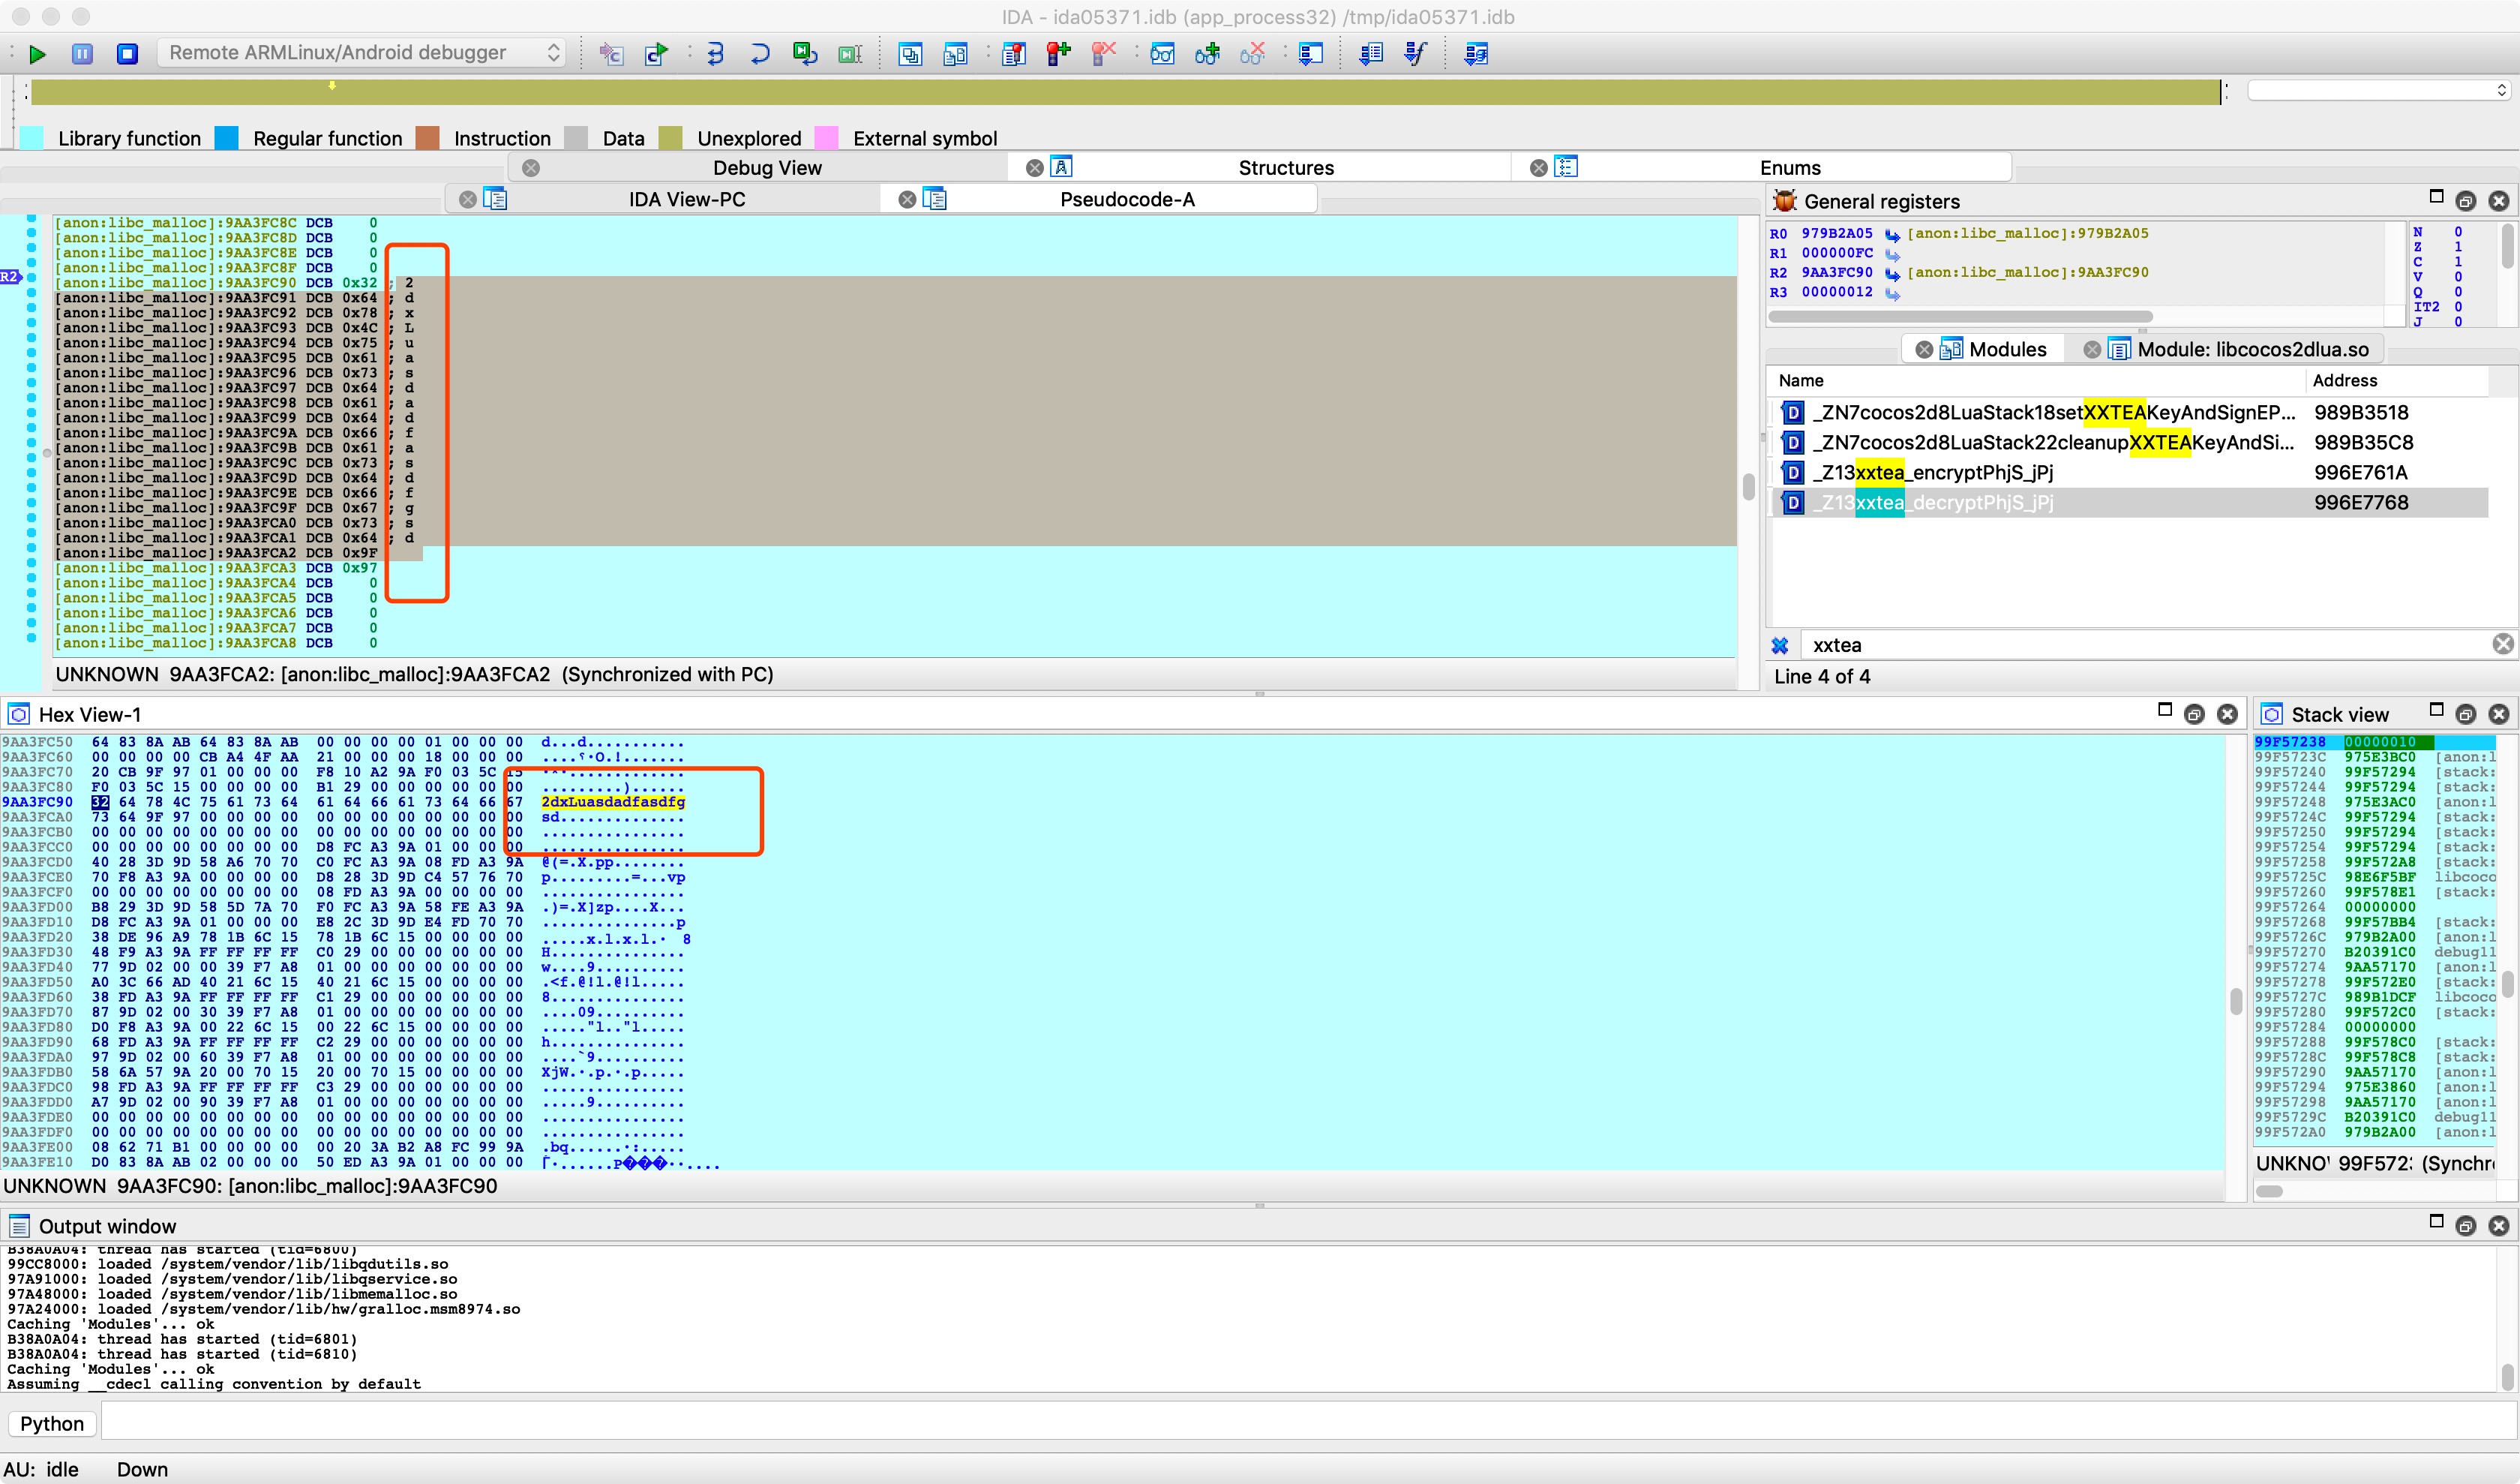 IDA - ida05371.idb (app_process32) /tmp/ida05371.idb
Remote ARMLinux/Android debugger
Library function Regular function Instruction Data Unexplored External symbol
Debug View Structures Enums
IDA View-PC Pseudocode-A
[anon:libc_malloc]:9AA3FC8C DCB 0
[anon:libc_malloc]:9AA3FC8D DCB 0
[anon:libc_malloc]:9AA3FC8E DCB 0
[anon:libc_malloc]:9AA3FC8F DCB 0
R2 [anon:libc_malloc]:9AA3FC90 DCB 0x32 ; 2
[anon:libc_malloc]:9AA3FC91 DCB 0x64 ; d
[anon:libc_malloc]:9AA3FC92 DCB 0x78 ; x
[anon:libc_malloc]:9AA3FC93 DCB 0x4C ; L
[anon:libc_malloc]:9AA3FC94 DCB 0x75 ; u
[anon:libc_malloc]:9AA3FC95 DCB 0x61 ; a
[anon:libc_malloc]:9AA3FC96 DCB 0x73 ; s
[anon:libc_malloc]:9AA3FC97 DCB 0x64 ; d
[anon:libc_malloc]:9AA3FC98 DCB 0x61 ; a
[anon:libc_malloc]:9AA3FC99 DCB 0x64 ; d
[anon:libc_malloc]:9AA3FC9A DCB 0x66 ; f
[anon:libc_malloc]:9AA3FC9B DCB 0x61 ; a
[anon:libc_malloc]:9AA3FC9C DCB 0x73 ; s
[anon:libc_malloc]:9AA3FC9D DCB 0x64 ; d
[anon:libc_malloc]:9AA3FC9E DCB 0x66 ; f
[anon:libc_malloc]:9AA3FC9F DCB 0x67 ; g
[anon:libc_malloc]:9AA3FCA0 DCB 0x73 ; s
[anon:libc_malloc]:9AA3FCA1 DCB 0x64 ; d
[anon:libc_malloc]:9AA3FCA2 DCB 0x9F
[anon:libc_malloc]:9AA3FCA3 DCB 0x97
[anon:libc_malloc]:9AA3FCA4 DCB 0
[anon:libc_malloc]:9AA3FCA5 DCB 0
[anon:libc_malloc]:9AA3FCA6 DCB 0
[anon:libc_malloc]:9AA3FCA7 DCB 0
[anon:libc_malloc]:9AA3FCA8 DCB 0
UNKNOWN 9AA3FCA2: [anon:libc_malloc]:9AA3FCA2 (Synchronized with PC)
General registers
R0 979B2A05 [anon:libc_malloc]:979B2A05
R1 000000FC
R2 9AA3FC90 [anon:libc_malloc]:9AA3FC90
R3 00000012
N 0
Z 1
C 1
V 0
Q 0
IT2 0
J 0
Modules Module: libcocos2dlua.so
Name Address
_ZN7cocos2d8LuaStack18setXXTEAKeyAndSignEP... 989B3518
_ZN7cocos2d8LuaStack22cleanupXXTEAKeyAndSi... 989B35C8
_Z13xxtea_encryptPhjS_jPj 996E761A
_Z13xxtea_decryptPhjS_jPj 996E7768
xxtea
Line 4 of 4
Hex View-1
9AA3FC50 64 83 8A AB 64 83 8A AB 00 00 00 00 01 00 00 00 d...d...........
9AA3FC60 00 00 00 00 CB A4 4F AA 21 00 00 00 18 00 00 00
9AA3FC70 20 CB 9F 97 01 00 00 00 F8 10 A2 9A F0 03 5C 15
9AA3FC80 F0 03 5C 15 00 00 00 00 B1 29 00 00 00 00 00 00 .........)......
9AA3FC90 32 64 78 4C 75 61 73 64 61 64 66 61 73 64 66 67 2dxLuasdadfasdfg
9AA3FCA0 73 64 9F 97 00 00 00 00 00 00 00 00 00 00 00 00 sd..............
9AA3FCB0 00 00 00 00 00 00 00 00 00 00 00 00 00 00 00 00 ................
9AA3FCC0 00 00 00 00 00 00 00 00 D8 FC A3 9A 01 00 00 00 ................
9AA3FCD0 40 28 3D 9D 58 A6 70 70 C0 FC A3 9A 08 FD A3 9A @(=.X.pp........
9AA3FCE0 70 F8 A3 9A 00 00 00 00 D8 28 3D 9D C4 57 76 70 p.........=...vp
9AA3FCF0 00 00 00 00 00 00 00 00 08 FD A3 9A 00 00 00 00 ................
9AA3FD00 B8 29 3D 9D 58 5D 7A 70 F0 FC A3 9A 58 FE A3 9A .)=.X]zp....X...
9AA3FD10 D8 FC A3 9A 01 00 00 00 E8 2C 3D 9D E4 FD 70 70 ...............p
9AA3FD20 38 DE 96 A9 78 1B 6C 15 78 1B 6C 15 00 00 00 00 .....x.l.x.l.· 8
9AA3FD30 48 F9 A3 9A FF FF FF FF C0 29 00 00 00 00 00 00 H...............
9AA3FD40 77 9D 02 00 00 39 F7 A8 01 00 00 00 00 00 00 00 w....9..........
9AA3FD50 A0 3C 66 AD 40 21 6C 15 40 21 6C 15 00 00 00 00 .<f.@!l.@!l.....
9AA3FD60 38 FD A3 9A FF FF FF FF C1 29 00 00 00 00 00 00 8...............
9AA3FD70 87 9D 02 00 30 39 F7 A8 01 00 00 00 00 00 00 00 ....09..........
9AA3FD80 D0 F8 A3 9A 00 22 6C 15 00 22 6C 15 00 00 00 00 ....."l.."l.....
9AA3FD90 68 FD A3 9A FF FF FF FF C2 29 00 00 00 00 00 00 h...............
9AA3FDA0 97 9D 02 00 60 39 F7 A8 01 00 00 00 00 00 00 00 ....`9..........
9AA3FDB0 58 6A 57 9A 20 00 70 15 20 00 70 15 00 00 00 00 XjW.·.p.·.p.....
9AA3FDC0 98 FD A3 9A FF FF FF FF C3 29 00 00 00 00 00 00 ................
9AA3FDD0 A7 9D 02 00 90 39 F7 A8 01 00 00 00 00 00 00 00 .....9..........
9AA3FDE0 00 00 00 00 00 00 00 00 00 00 00 00 00 00 00 00 ................
9AA3FDF0 00 00 00 00 00 00 00 00 00 00 00 00 00 00 00 00 ................
9AA3FE00 08 62 71 B1 00 00 00 00 00 20 3A B2 A8 FC 99 9A .bq......·:.....
9AA3FE10 D0 83 8A AB 02 00 00 00 50 ED A3 9A 01 00 00 00
UNKNOWN 9AA3FC90: [anon:libc_malloc]:9AA3FC90
Stack view
99F57238 00000010
99F5723C 975E3BC0 [anon:l
99F57240 99F57294 [stack:
99F57244 99F57294 [stack:
99F57248 975E3AC0 [anon:l
99F5724C 99F57294 [stack:
99F57250 99F57294 [stack:
99F57254 99F57294 [stack:
99F57258 99F572A8 [stack:
99F5725C 98E6F5BF libcoco
99F57260 99F578E1 [stack:
99F57264 00000000
99F57268 99F57BB4 [stack:
99F5726C 979B2A00 [anon:l
99F57270 B20391C0 debug11
99F57274 9AA57170 [anon:l
99F57278 99F572E0 [stack:
99F5727C 989B1DCF libcoco
99F57280 99F572C0 [stack:
99F57284 00000000
99F57288 99F578C0 [stack:
99F5728C 99F578C8 [stack:
99F57290 9AA57170 [anon:l
99F57294 975E3860 [anon:l
99F57298 9AA57170 [anon:l
99F5729C B20391C0 debug11
99F572A0 979B2A00 [anon:l
UNKNO 99F572 (Synchr
Output window
B38A0A04: thread has started (tid=6800)
99CC8000: loaded /system/vendor/lib/libqdutils.so
97A91000: loaded /system/vendor/lib/libqservice.so
97A48000: loaded /system/vendor/lib/libmemalloc.so
97A24000: loaded /system/vendor/lib/hw/gralloc.msm8974.so
Caching 'Modules'... ok
B38A0A04: thread has started (tid=6801)
B38A0A04: thread has started (tid=6810)
Caching 'Modules'... ok
Assuming __cdecl calling convention by default
Python
AU: idle Down